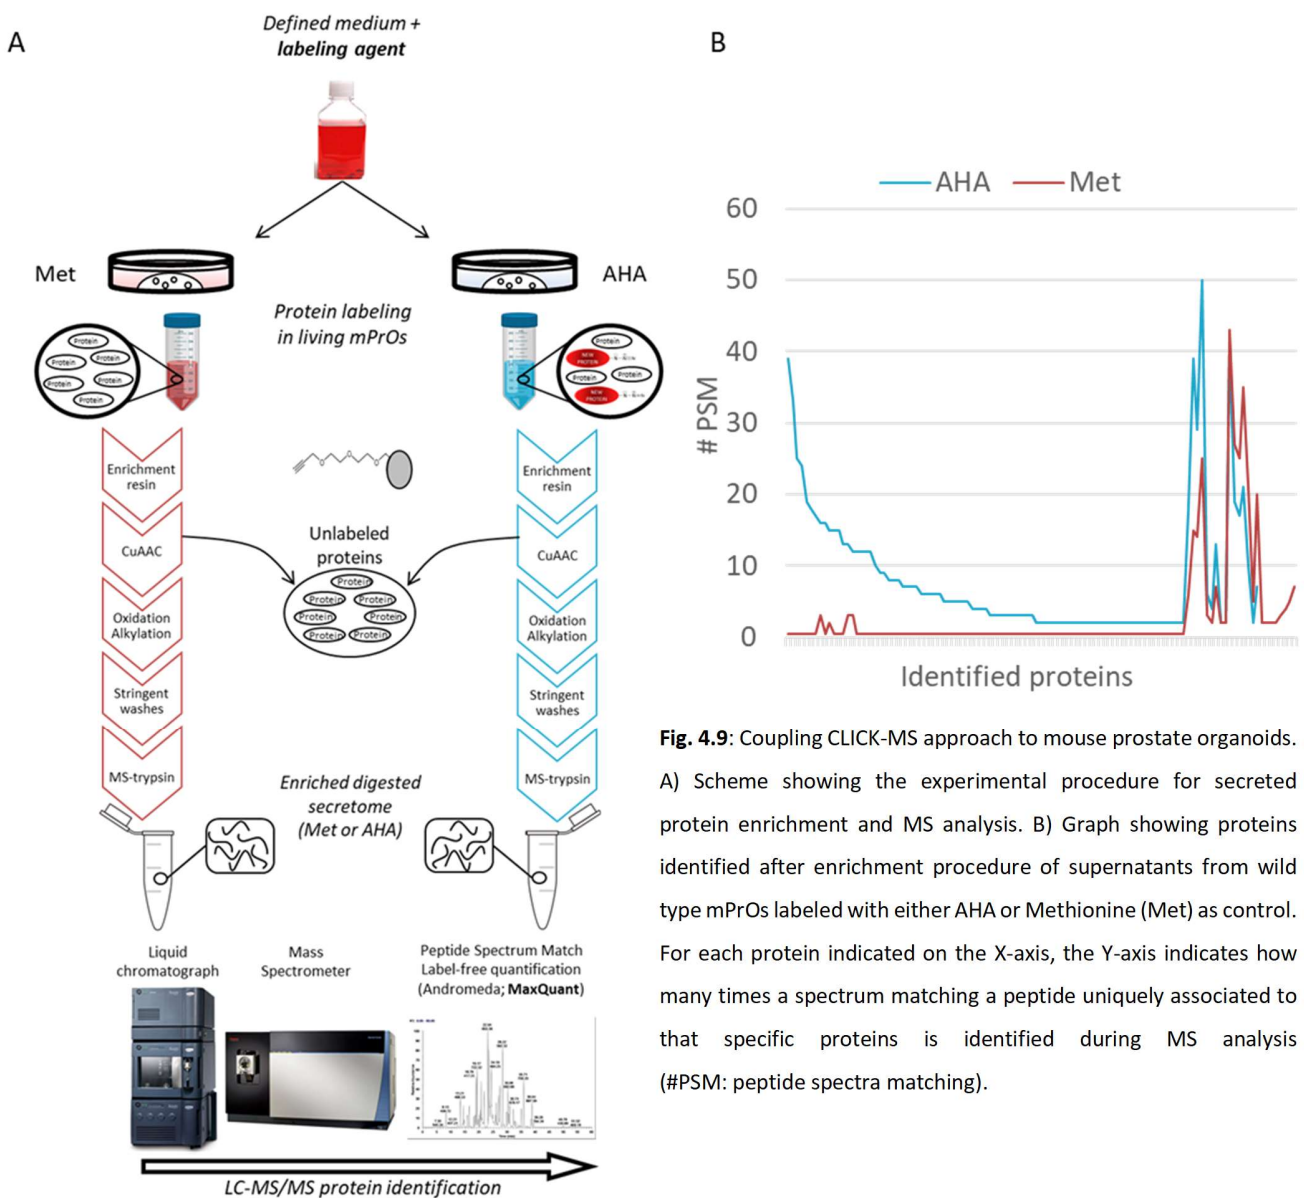 A
Defined medium +
labeling agent
Met
AHA
Protein labeling
in living mPrOs
Protein
Protein
Protein
Protein
Protein
Protein
Protein
NEW
PROTEIN
Protein
Protein
NEW
PROTEIN
Enrichment
resin
CuAAC
Oxidation
Alkylation
Stringent
washes
MS-trypsin
Unlabeled
proteins
Protein
Protein
Protein
Protein
Protein
Protein
Protein
Enrichment
resin
CuAAC
Oxidation
Alkylation
Stringent
washes
MS-trypsin
Enriched digested
secretome
(Met or AHA)
Liquid
chromatograph
Mass
Spectrometer
Peptide Spectrum Match
Label-free quantification
(Andromeda; MaxQuant)
LC-MS/MS protein identification
B
AHA
Met
60
50
40
30
20
10
0
# PSM
Identified proteins
Fig. 4.9: Coupling CLICK-MS approach to mouse prostate organoids.
A) Scheme showing the experimental procedure for secreted
protein enrichment and MS analysis. B) Graph showing proteins
identified after enrichment procedure of supernatants from wild
type mPrOs labeled with either AHA or Methionine (Met) as control.
For each protein indicated on the X-axis, the Y-axis indicates how
many times a spectrum matching a peptide uniquely associated to
that specific proteins is identified during MS analysis
(#PSM: peptide spectra matching).